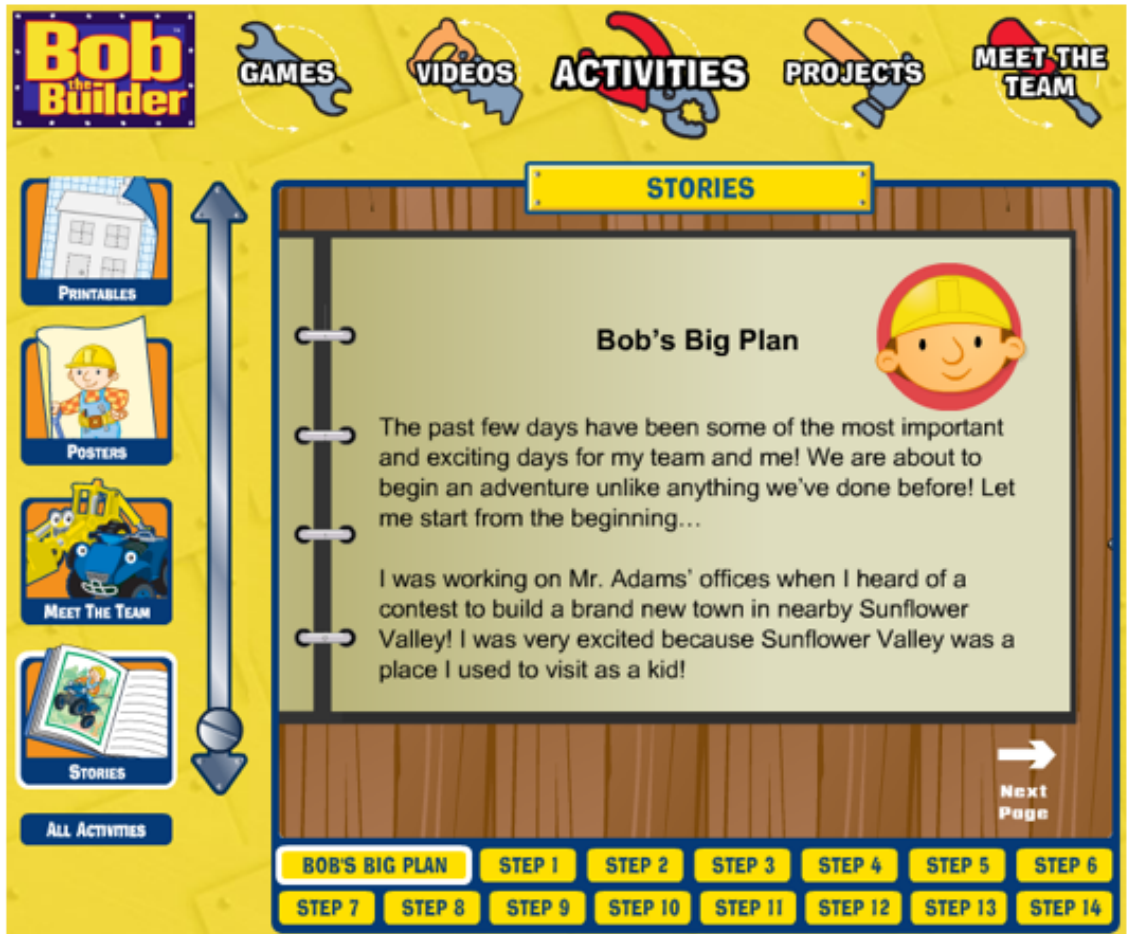 Bob
the
Builder
GAMES
VIDEOS
ACTIVITIES
PROJECTS
MEET THE
TEAM
PRINTABLES
POSTERS
MEET THE TEAM
STORIES
ALL ACTIVITIES
STORIES
Bob's Big Plan
The past few days have been some of the most important
and exciting days for my team and me! We are about to
begin an adventure unlike anything we've done before! Let
me start from the beginning…
I was working on Mr. Adams' offices when I heard of a
contest to build a brand new town in nearby Sunflower
Valley! I was very excited because Sunflower Valley was a
place I used to visit as a kid!
Next
Page
BOB'S BIG PLAN STEP 1 STEP 2 STEP 3 STEP 4 STEP 5 STEP 6
STEP 7 STEP 8 STEP 9 STEP 10 STEP 11 STEP 12 STEP 13 STEP 14